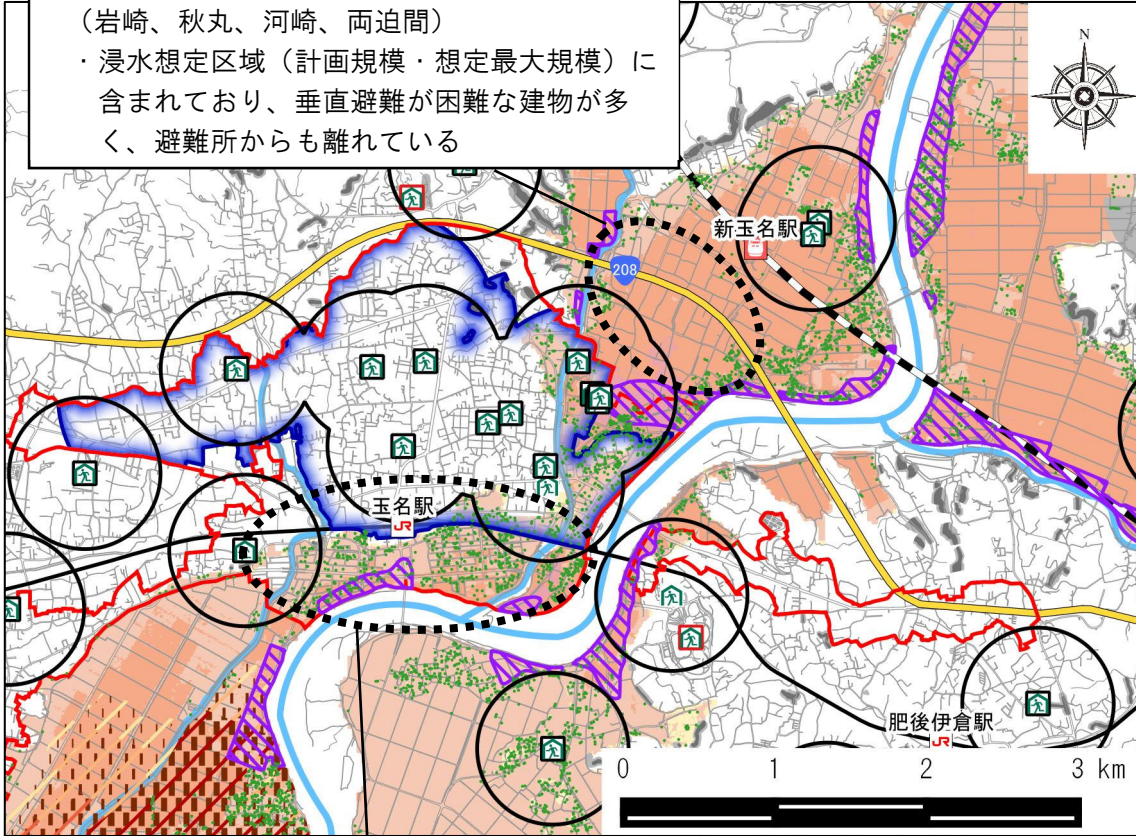 （岩崎、秋丸、河崎、両迫間）
・浸水想定区域（計画規模・想定最大規模）に
含まれており、垂直避難が困難な建物が多
く、避難所からも離れている
N
新玉名駅
208
玉名駅
JR
肥後伊倉駅
JR
0 1 2 3 km